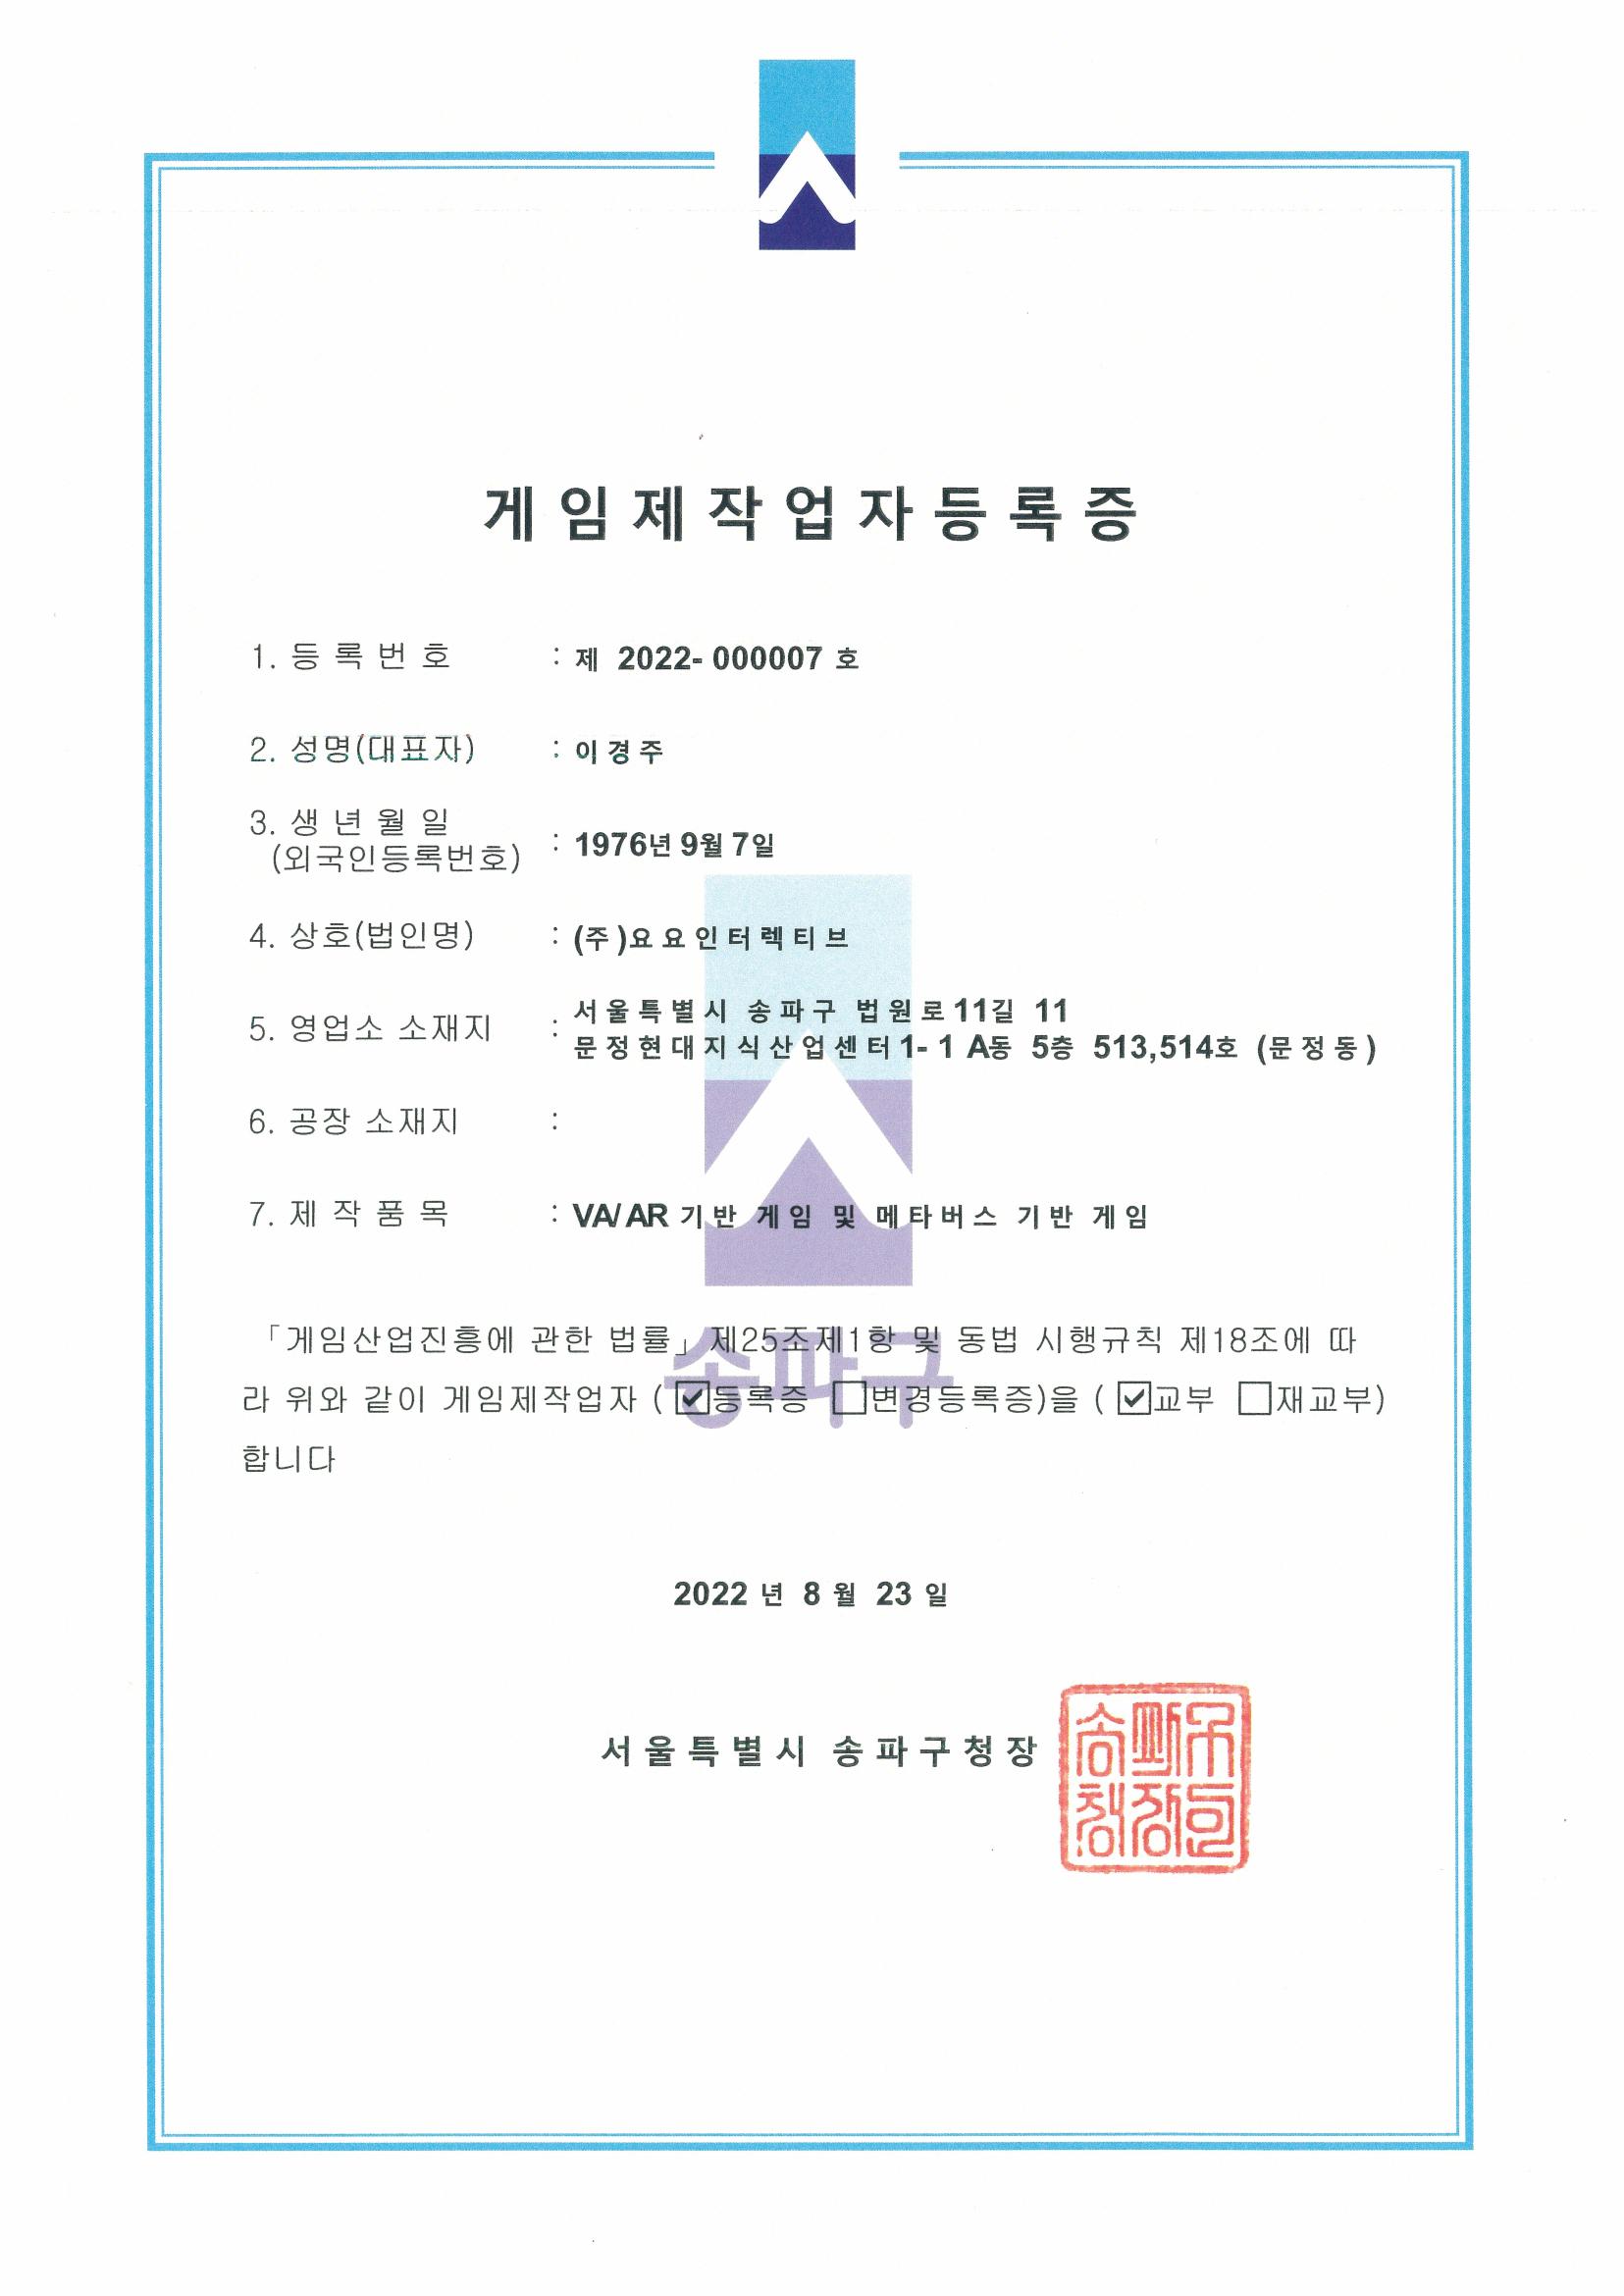 게임제작업자등록증
1. 등 록 번 호 : 제 2022- 000007 호
2. 성명(대표자) : 이경주
3. 생 년 월 일
(외국인등록번호) : 1976년 9월 7일
4. 상호(법인명) : (주)요요인터렉티브
5. 영업소 소재지 : 서울특별시 송파구 법원로11길 11
문정현대지식산업센터1- 1 A동 5층 513,514호 (문정동)
6. 공장 소재지 :
7. 제 작 품 목 : VA/AR 기반 게임 및 메타버스 기반 게임
「게임산업진흥에 관한 법률」제25조제1항 및 동법 시행규칙 제18조에 따
라 위와 같이 게임제작업자 ( ☑등록증 □변경등록증)을 ( ☑교부 □재교부)
합니다
송파구
2022 년 8 월 23 일
서울특별시 송파구청장